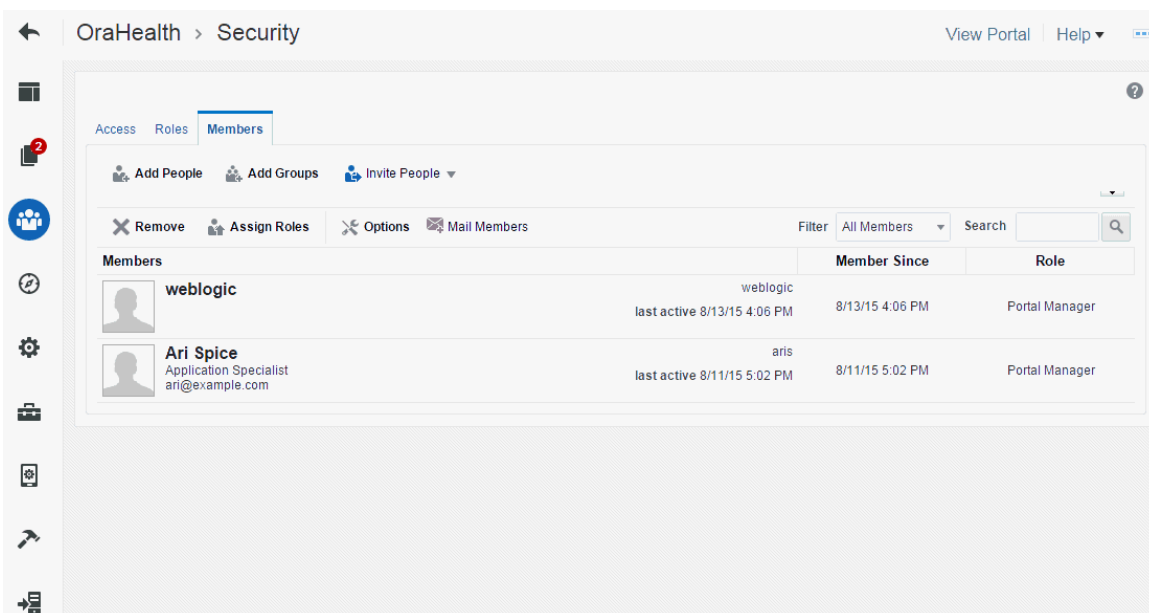 OraHealth > Security
View Portal
Help
2
Access Roles Members
Add People Add Groups Invite People
Remove Assign Roles Options Mail Members Filter All Members Search
Members Member Since Role
weblogic weblogic
last active 8/13/15 4:06 PM 8/13/15 4:06 PM Portal Manager
Ari Spice aris
Application Specialist
ari@example.com last active 8/11/15 5:02 PM 8/11/15 5:02 PM Portal Manager